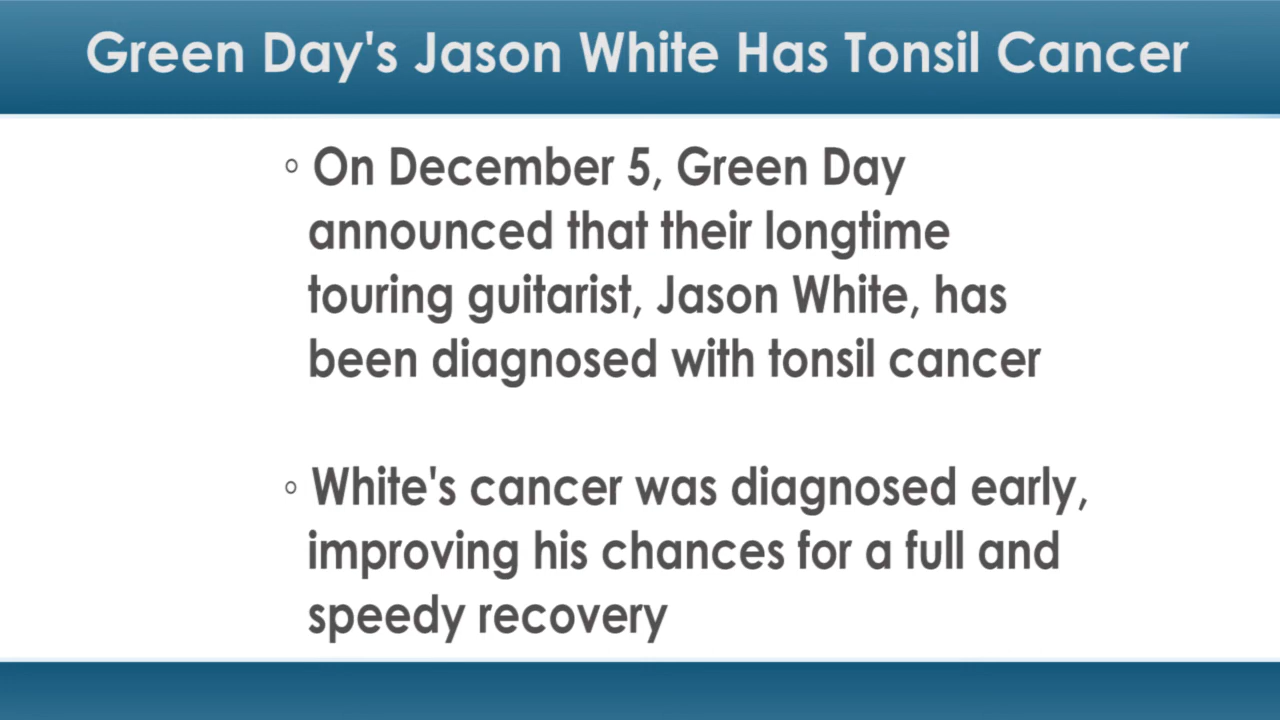 Green Day's Jason White Has Tonsil Cancer
◦ On December 5, Green Day
announced that their longtime
touring guitarist, Jason White, has
been diagnosed with tonsil cancer
◦ White's cancer was diagnosed early,
improving his chances for a full and
speedy recovery